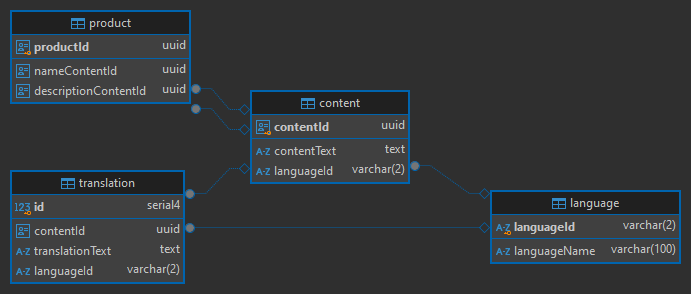 product
productId uuid
nameContentId uuid
descriptionContentId uuid
content
contentId uuid
A-Z contentText text
A-Z languageId varchar(2)
translation
123 id serial4
contentId uuid
A-Z translationText text
A-Z languageId varchar(2)
language
A-Z languageId varchar(2)
A-Z languageName varchar(100)